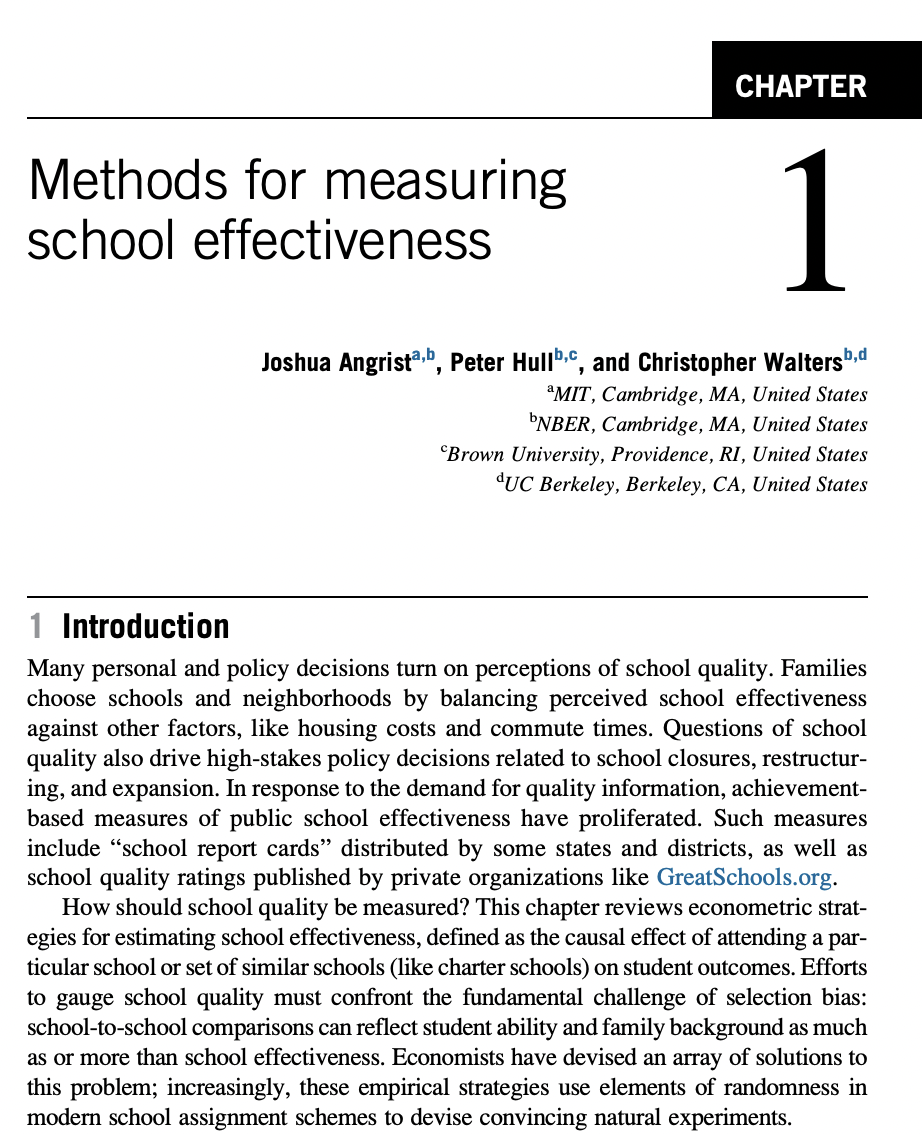 CHAPTER
1
Methods for measuring
school effectiveness
Joshua Angrist^a,b, Peter Hull^b,c, and Christopher Walters^b,d
^aMIT, Cambridge, MA, United States
^bNBER, Cambridge, MA, United States
^cBrown University, Providence, RI, United States
^dUC Berkeley, Berkeley, CA, United States
1 Introduction
Many personal and policy decisions turn on perceptions of school quality. Families
choose schools and neighborhoods by balancing perceived school effectiveness
against other factors, like housing costs and commute times. Questions of school
quality also drive high-stakes policy decisions related to school closures, restructur-
ing, and expansion. In response to the demand for quality information, achievement-
based measures of public school effectiveness have proliferated. Such measures
include “school report cards” distributed by some states and districts, as well as
school quality ratings published by private organizations like GreatSchools.org.
How should school quality be measured? This chapter reviews econometric strat-
egies for estimating school effectiveness, defined as the causal effect of attending a par-
ticular school or set of similar schools (like charter schools) on student outcomes. Efforts
to gauge school quality must confront the fundamental challenge of selection bias:
school-to-school comparisons can reflect student ability and family background as much
as or more than school effectiveness. Economists have devised an array of solutions to
this problem; increasingly, these empirical strategies use elements of randomness in
modern school assignment schemes to devise convincing natural experiments.